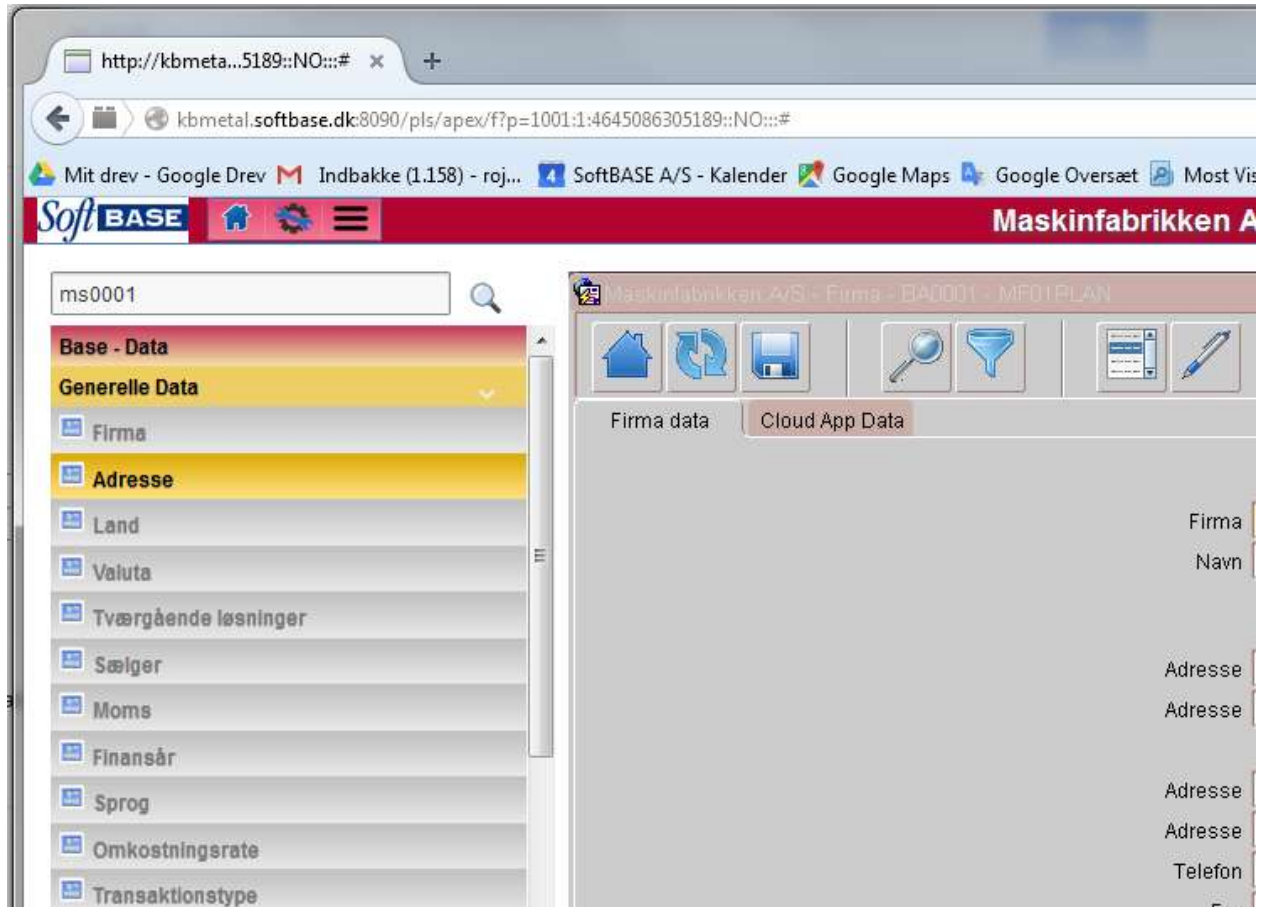 http://kbmeta...5189::NO:::#
kbmetal.softbase.dk:8090/pls/apex/f?p=1001:1:4645086305189::NO:::#
Mit drev - Google Drev Indbakke (1.158) - roj... 4 SoftBASE A/S - Kalender Google Maps Google Oversæt Most Vis
Soft BASE
Maskinfabrikken A
ms0001
Maskinfabrikken A/S - Firma - BA0001 - MF01PLAN
Base - Data
Generelle Data
Firma
Adresse
Land
Valuta
Tværgående løsninger
Sælger
Moms
Finansår
Sprog
Omkostningsrate
Transaktionstype
Firma data
Cloud App Data
Firma
Navn
Adresse
Adresse
Adresse
Adresse
Telefon